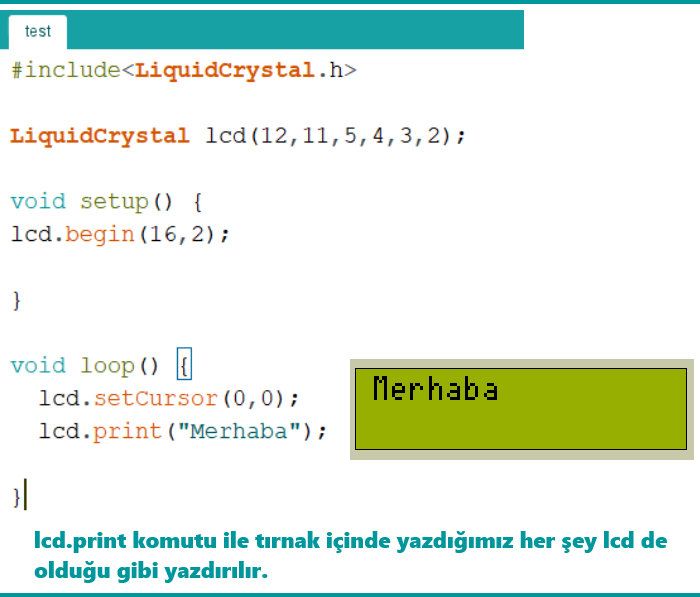 test
#include<LiquidCrystal.h>
LiquidCrystal lcd(12,11,5,4,3,2);
void setup() {
lcd.begin(16,2);
}
void loop() {
lcd.setCursor(0,0);
lcd.print("Merhaba");
}
Merhaba
lcd.print komutu ile tırnak içinde yazdığımız her şey lcd de
olduğu gibi yazdırılır.